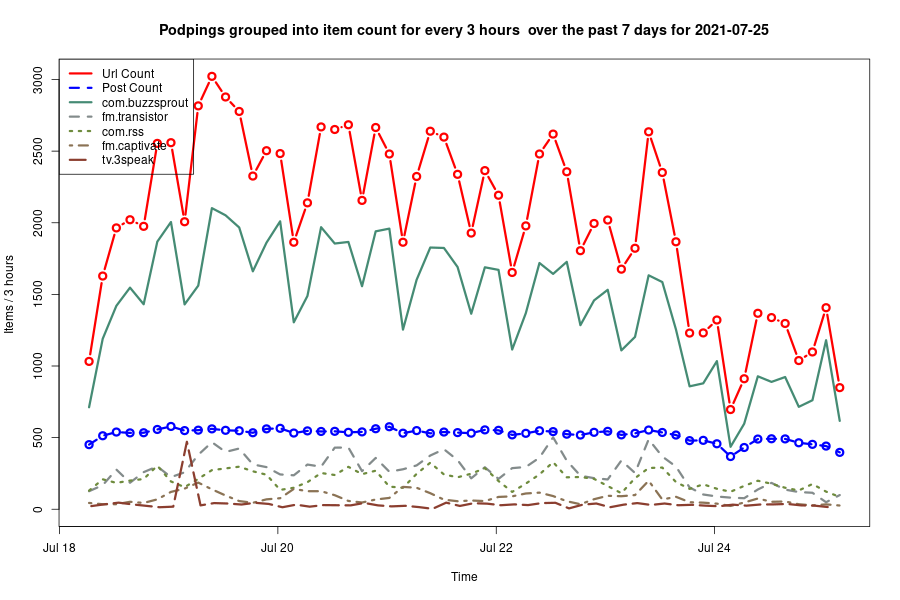 Podpings grouped into item count for every 3 hours  over the past 7 days for 2021-07-25
Url Count
Post Count
com.buzzsprout
fm.transistor
com.rss
fm.captivate
tv.3speak
Items / 3 hours
3000
2500
2000
1500
1000
500
0
Jul 18
Jul 20
Jul 22
Jul 24
Time